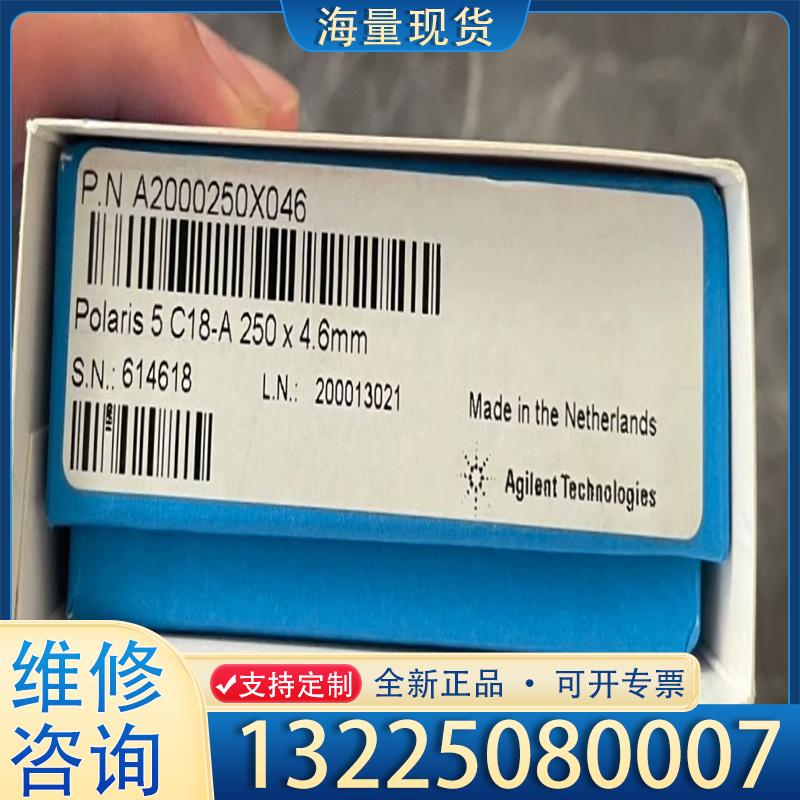 海量现货
P.N A2000250X046
Polaris 5 C18-A 250 x 4.6mm
S.N.: 614618 L.N.: 200013021
Made in the Netherlands
Agilent Technologies
维修
咨询
支持定制 全新正品 · 可开专票
13225080007